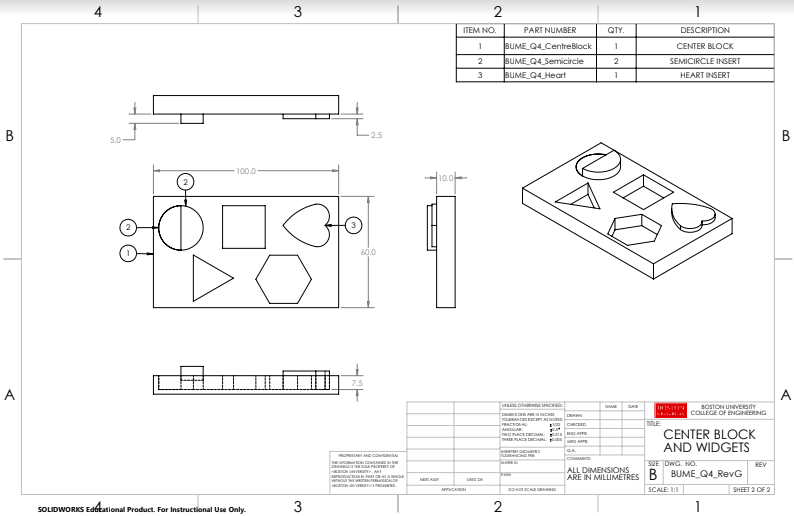 4 3 2 1
ITEM NO. PART NUMBER QTY. DESCRIPTION
1 BUME_Q4_CentreBlock 1 CENTER BLOCK
2 BUME_Q4_Semicircle 2 SEMICIRCLE INSERT
3 BUME_Q4_Heart 1 HEART INSERT
B B
5.0 2.5
100.0
10.0
2
2
3
1
60.0
7.5
A A
UNLESS OTHERWISE SPECIFIED:
DIMENSIONS ARE IN INCHES
TOLERANCES EXCEPT AS NOTED:
FRACTIONAL:
ANGULAR:
TWO PLACE DECIMAL:
THREE PLACE DECIMAL:
INTERPRET GEOMETRIC
TOLERANCING PER:
MATERIAL
FINISH
DO NOT SCALE DRAWING
NAME DATE
DRAWN
CHECKED
ENG APPR.
MFG APPR.
Q.A.
COMMENTS:
ALL DIMENSIONS
ARE IN MILLIMETRES
BOSTON
UNIVERSITY
BOSTON UNIVERSITY
COLLEGE OF ENGINEERING
TITLE:
CENTER BLOCK
AND WIDGETS
SIZE DWG. NO. REV
B BUME_Q4_RevG
SCALE: 1:1 SHEET 2 OF 2
PROPRIETARY AND CONFIDENTIAL
THE INFORMATION CONTAINED IN THIS
DRAWING IS THE SOLE PROPERTY OF
<BOSTON UNIVERSITY>. ANY
REPRODUCTION IN PART OR AS A WHOLE
WITHOUT THE WRITTEN PERMISSION OF
<BOSTON UNIVERSITY> IS PROHIBITED.
NEXT ASSY USED ON
APPLICATION
4 3 2 1
SOLIDWORKS Educational Product. For Instructional Use Only.